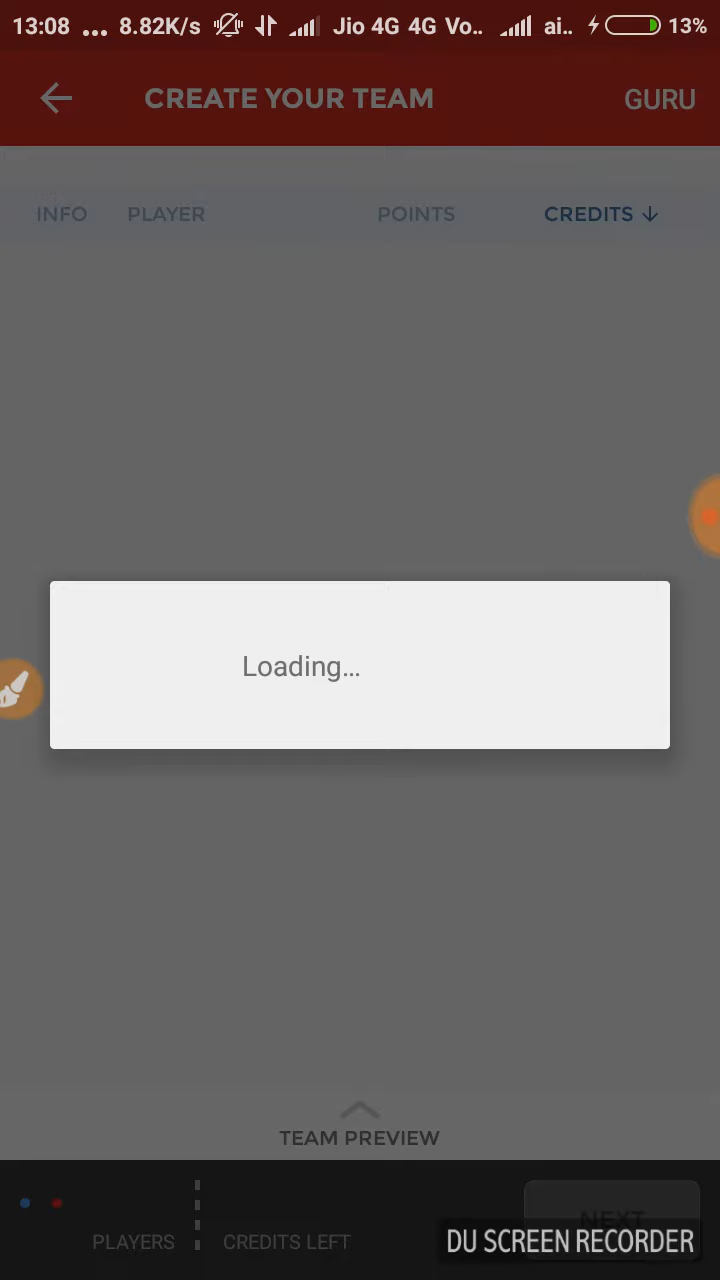 13:08 ... 8.82K/s Jio 4G 4G Vo.. ai.. 13%
CREATE YOUR TEAM GURU
INFO PLAYER POINTS CREDITS ↓
Loading...
TEAM PREVIEW
NEXT
PLAYERS CREDITS LEFT DU SCREEN RECORDER